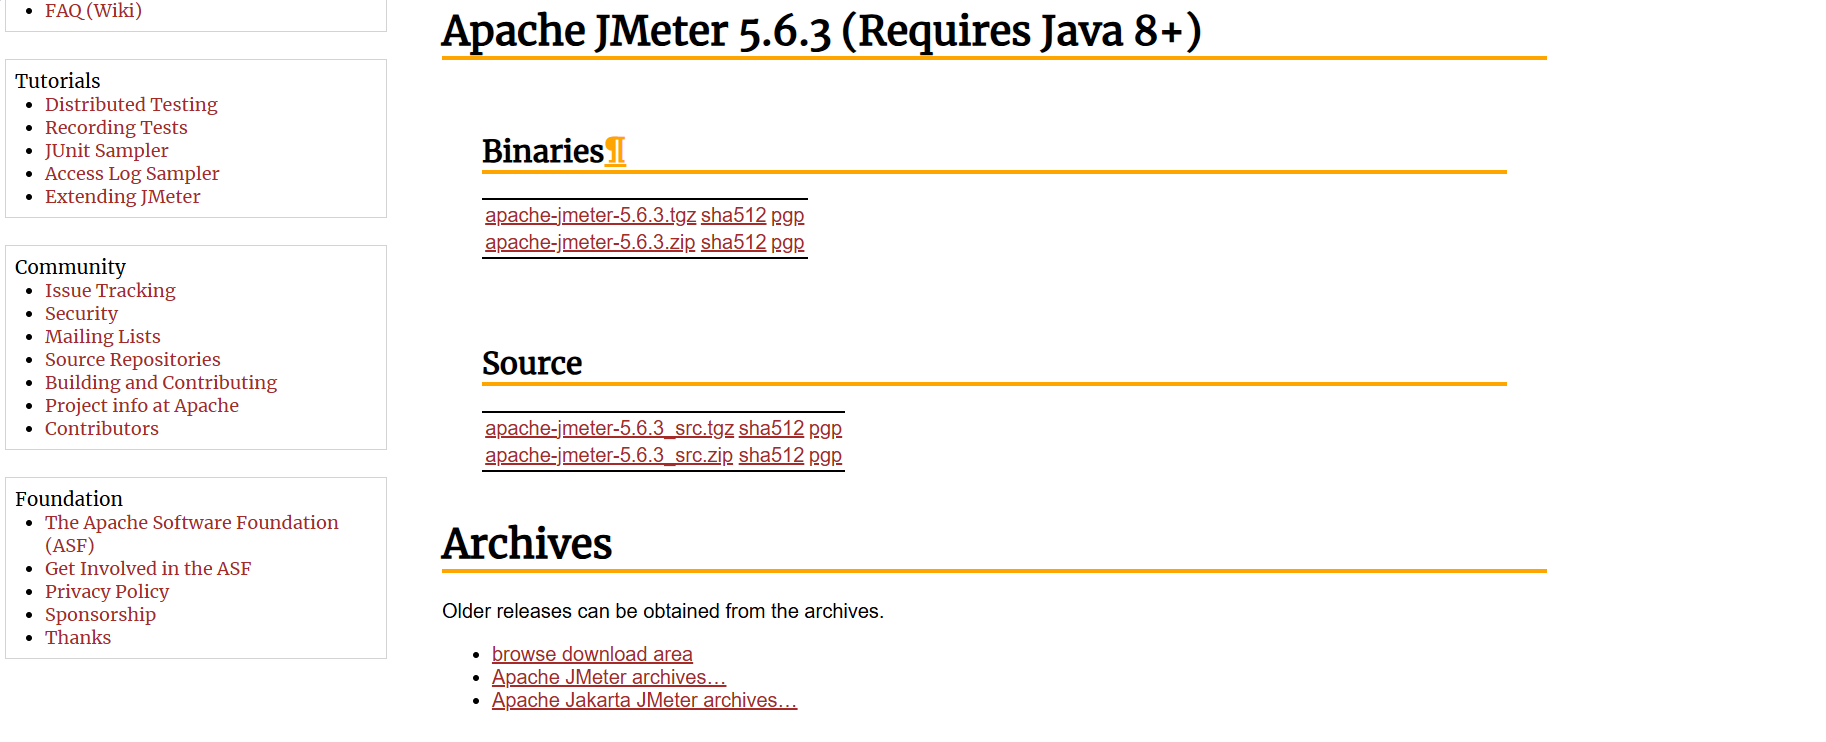 FAQ (Wiki)
Tutorials
Distributed Testing
Recording Tests
JUnit Sampler
Access Log Sampler
Extending JMeter
Community
Issue Tracking
Security
Mailing Lists
Source Repositories
Building and Contributing
Project info at Apache
Contributors
Foundation
The Apache Software Foundation
(ASF)
Get Involved in the ASF
Privacy Policy
Sponsorship
Thanks
Apache JMeter 5.6.3 (Requires Java 8+)
Binaries¶
apache-jmeter-5.6.3.tgz sha512 pgp
apache-jmeter-5.6.3.zip sha512 pgp
Source
apache-jmeter-5.6.3_src.tgz sha512 pgp
apache-jmeter-5.6.3_src.zip sha512 pgp
Archives
Older releases can be obtained from the archives.
browse download area
Apache JMeter archives…
Apache Jakarta JMeter archives…